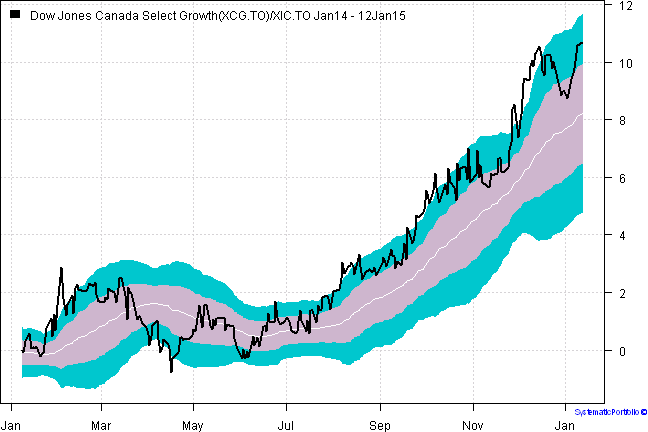 Dow Jones Canada Select Growth(XCG.TO)/XIC.TO Jan14 - 12Jan15
12
10
8
6
4
2
0
Jan Mar May Jul Sep Nov Jan
SystematicPortfolio ©